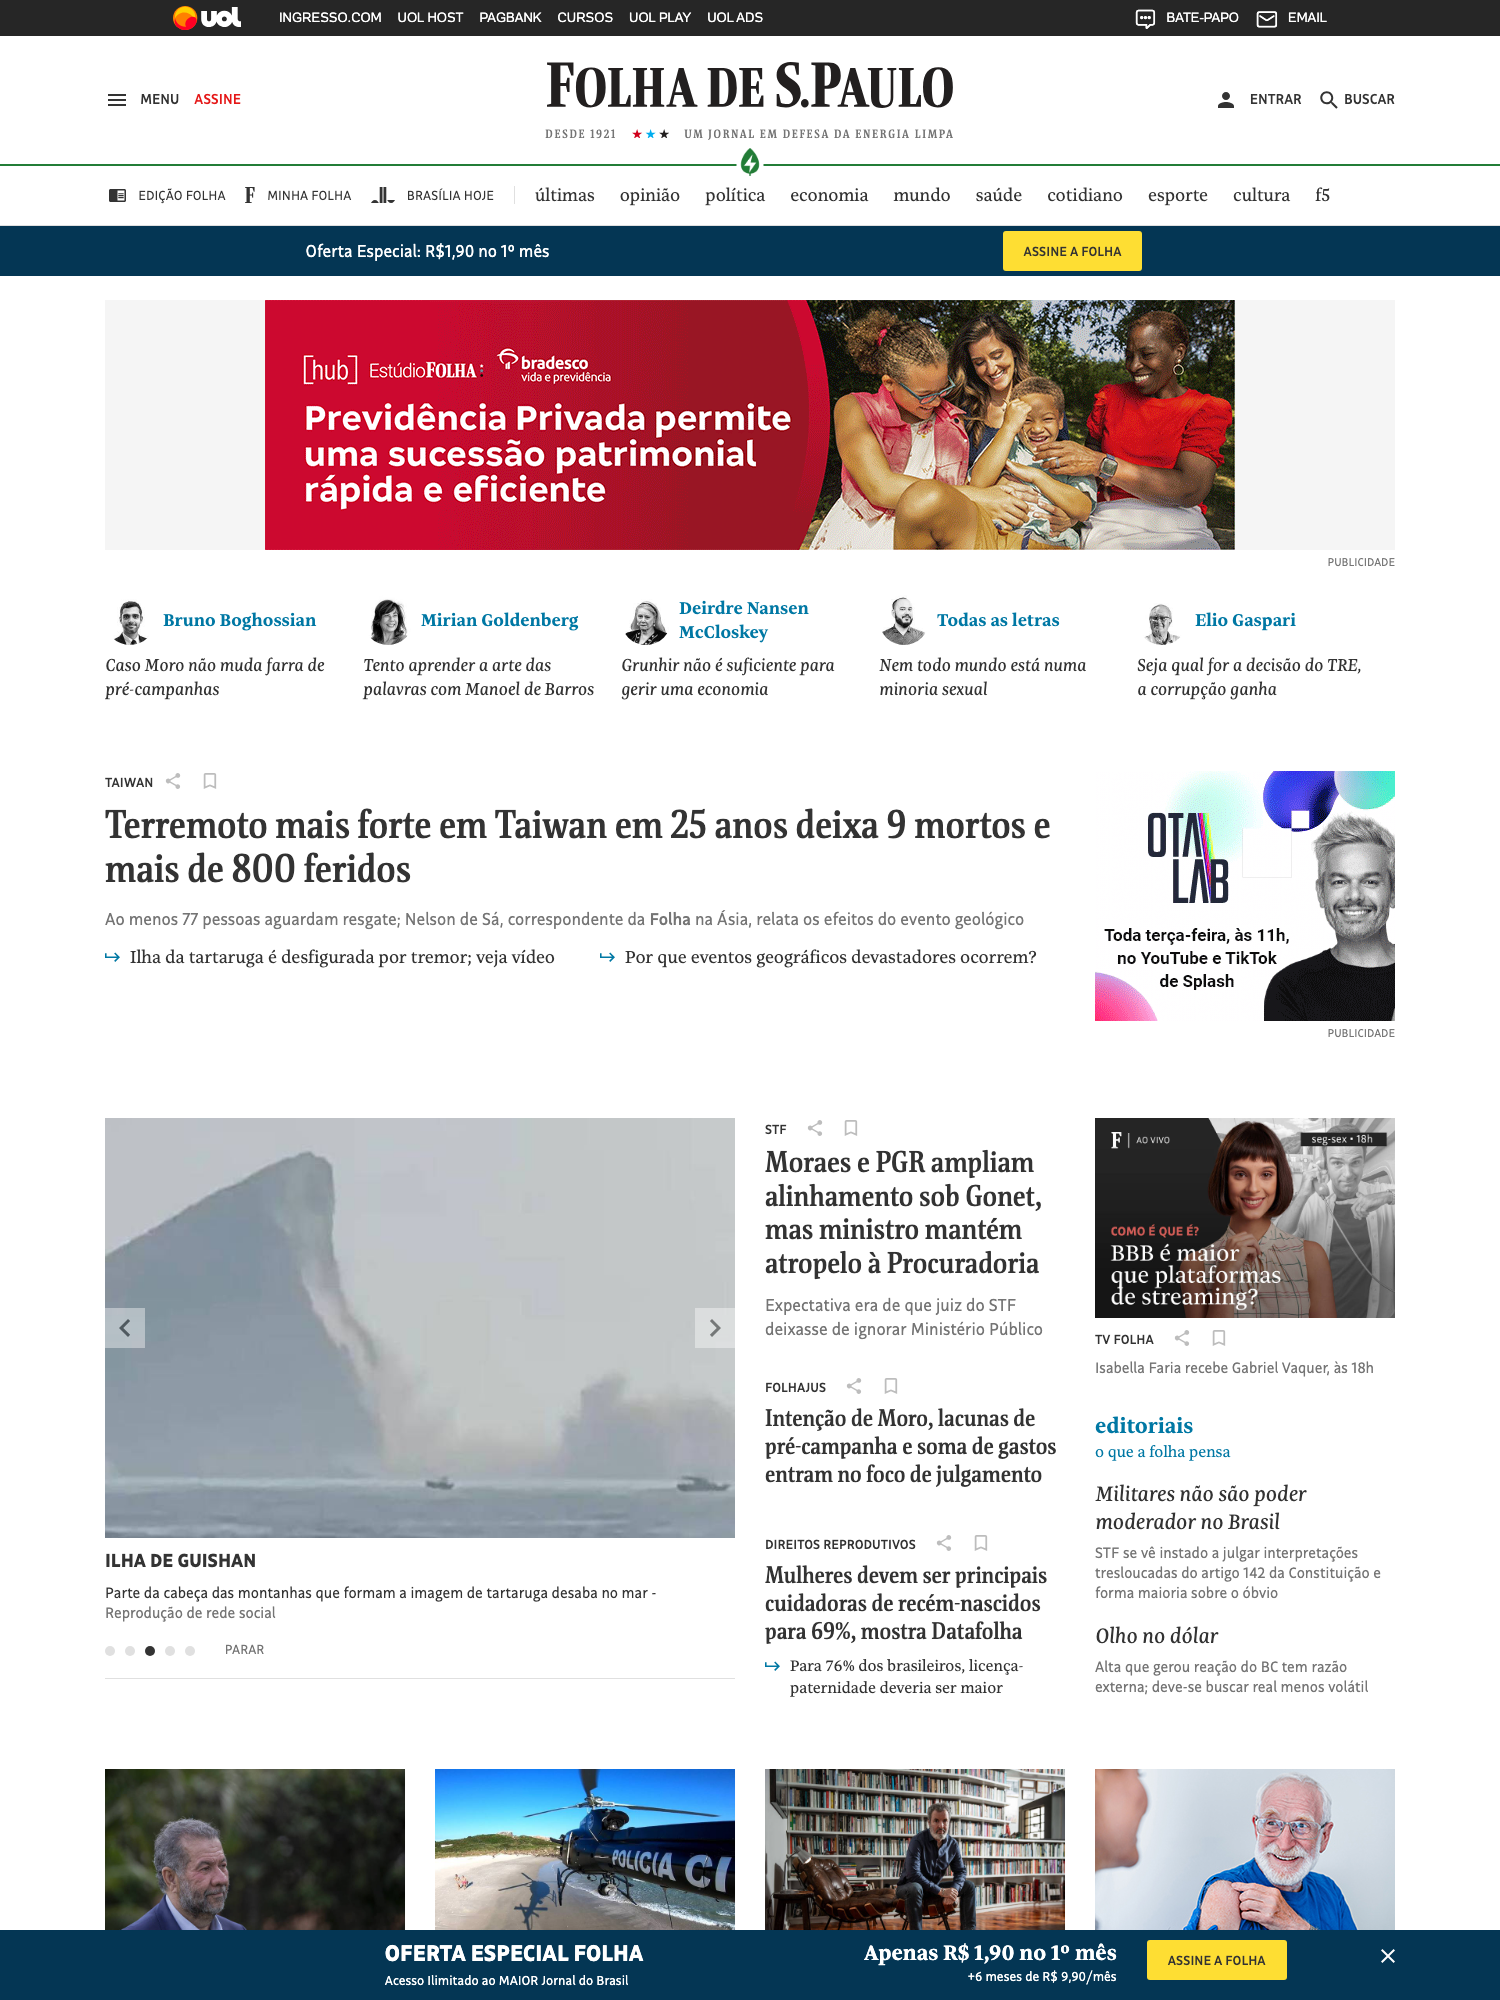 uol INGRESSO.COM UOL HOST PAGBANK CURSOS UOL PLAY UOL ADS BATE-PAPO EMAIL
MENU ASSINE FOLHA DE S.PAULO ENTRAR BUSCAR
DESDE 1921 ★★★ UM JORNAL EM DEFESA DA ENERGIA LIMPA
EDIÇÃO FOLHA F MINHA FOLHA BRASÍLIA HOJE últimas opinião política economia mundo saúde cotidiano esporte cultura f5
Oferta Especial: R$1,90 no 1º mês ASSINE A FOLHA
[hub] EstúdioFOLHA: bradesco
vida e previdência
Previdência Privada permite
uma sucessão patrimonial
rápida e eficiente
PUBLICIDADE
Bruno Boghossian
Caso Moro não muda farra de
pré-campanhas
Mirian Goldenberg
Tento aprender a arte das
palavras com Manoel de Barros
Deirdre Nansen
McCloskey
Grunhir não é suficiente para
gerir uma economia
Todas as letras
Nem todo mundo está numa
minoria sexual
Elio Gaspari
Seja qual for a decisão do TRE,
a corrupção ganha
TAIWAN
Terremoto mais forte em Taiwan em 25 anos deixa 9 mortos e
mais de 800 feridos
Ao menos 77 pessoas aguardam resgate; Nelson de Sá, correspondente da Folha na Ásia, relata os efeitos do evento geológico
Ilha da tartaruga é desfigurada por tremor; veja vídeo
Por que eventos geográficos devastadores ocorrem?
OTA
LAB
Toda terça-feira, às 11h,
no YouTube e TikTok
de Splash
PUBLICIDADE
ILHA DE GUISHAN
Parte da cabeça das montanhas que formam a imagem de tartaruga desaba no mar -
Reprodução de rede social
PARAR
STF
Moraes e PGR ampliam
alinhamento sob Gonet,
mas ministro mantém
atropelo à Procuradoria
Expectativa era de que juiz do STF
deixasse de ignorar Ministério Público
FOLHAJUS
Intenção de Moro, lacunas de
pré-campanha e soma de gastos
entram no foco de julgamento
DIREITOS REPRODUTIVOS
Mulheres devem ser principais
cuidadoras de recém-nascidos
para 69%, mostra Datafolha
Para 76% dos brasileiros, licença-
paternidade deveria ser maior
F | AO VIVO seg-sex • 18h
COMO É QUE É?
BBB é maior
que plataformas
de streaming?
TV FOLHA
Isabella Faria recebe Gabriel Vaquer, às 18h
editoriais
o que a folha pensa
Militares não são poder
moderador no Brasil
STF se vê instado a julgar interpretações
tresloucadas do artigo 142 da Constituição e
forma maioria sobre o óbvio
Olho no dólar
Alta que gerou reação do BC tem razão
externa; deve-se buscar real menos volátil
POLICIA CI
OFERTA ESPECIAL FOLHA
Acesso Ilimitado ao MAIOR Jornal do Brasil
Apenas R$ 1,90 no 1º mês
+6 meses de R$ 9,90/mês
ASSINE A FOLHA